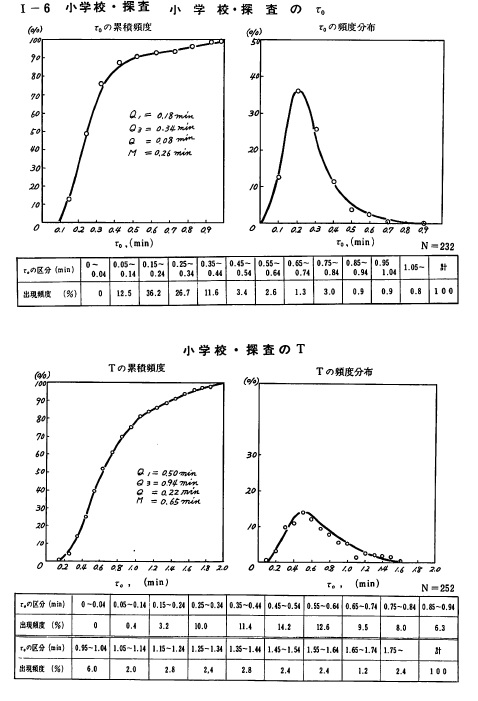 I－6 小学校・探査 小学校・探査の τ₀
τ₀の累積頻度
τ₀の頻度分布
(%)
100
90
80
70
60
50
40
30
20
10
0
0.1 0.2 0.3 0.4 0.5 0.6 0.7 0.8 0.9
τ₀, (min)
Q₁ = 0.18 min
Q₃ = 0.34 min
Q = 0.08 min
M = 0.26 min
(%)
50
40
30
20
10
0
0.1 0.2 0.3 0.4 0.5 0.6 0.7 0.8 0.9
τ₀, (min)
N=232
τ₀の区分 (min) 0～0.04 0.05～0.14 0.15～0.24 0.25～0.34 0.35～0.44 0.45～0.54 0.55～0.64 0.65～0.74 0.75～0.84 0.85～0.94 0.95 1.04 1.05～ 計
出現頻度 (%) 0 12.5 36.2 26.7 11.6 3.4 2.6 1.3 3.0 0.9 0.9 0.8 100
小学校・探査のT
Tの累積頻度
Tの頻度分布
(%)
100
90
80
70
60
50
40
30
20
10
0
0.2 0.4 0.6 0.8 1.0 1.2 1.4 1.6 1.8 2.0
τ₀, (min)
Q₁ = 0.50 min
Q₃ = 0.94 min
Q = 0.22 min
M = 0.65 min
(%)
30
20
10
0
0.2 0.4 0.6 0.8 1.0 1.2 1.4 1.6 1.8 2.0
τ₀, (min)
N=252
τ₀の区分 (min) 0～0.04 0.05～0.14 0.15～0.24 0.25～0.34 0.35～0.44 0.45～0.54 0.55～0.64 0.65～0.74 0.75～0.84 0.85～0.94
出現頻度 (%) 0 0.4 3.2 10.0 11.4 14.2 12.6 9.5 8.0 6.3
τ₀の区分 (min) 0.95～1.04 1.05～1.14 1.15～1.24 1.25～1.34 1.35～1.44 1.45～1.54 1.55～1.64 1.65～1.74 1.75～ 計
出現頻度 (%) 6.0 2.0 2.8 2,4 2.8 2.4 2.4 1.2 2.4 100